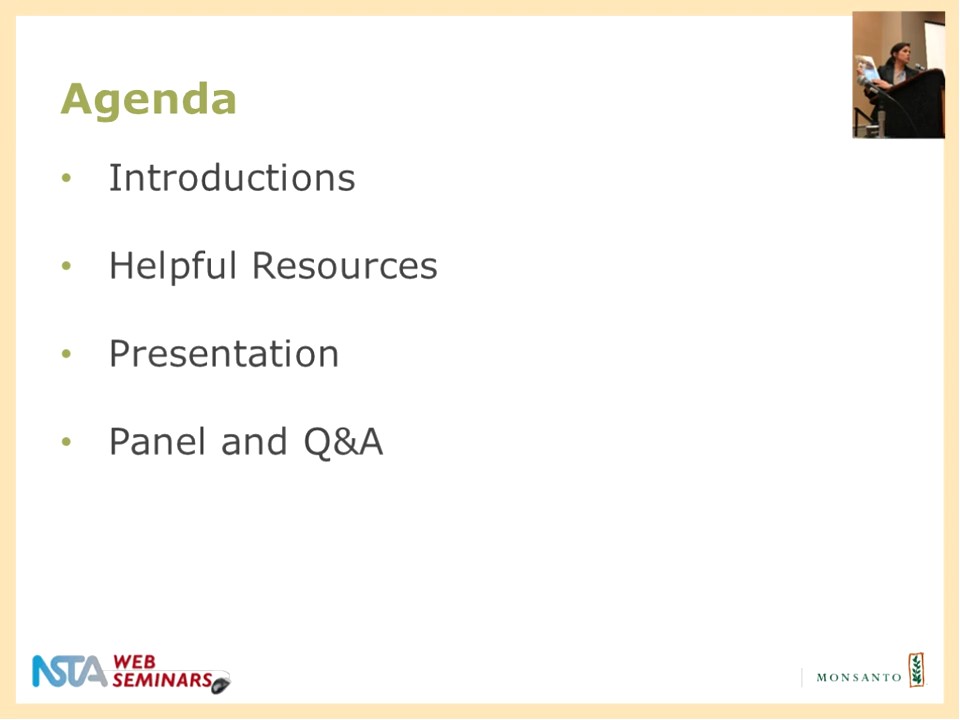 Agenda
• Introductions
• Helpful Resources
• Presentation
• Panel and Q&A
NSTA WEB SEMINARS
MONSANTO